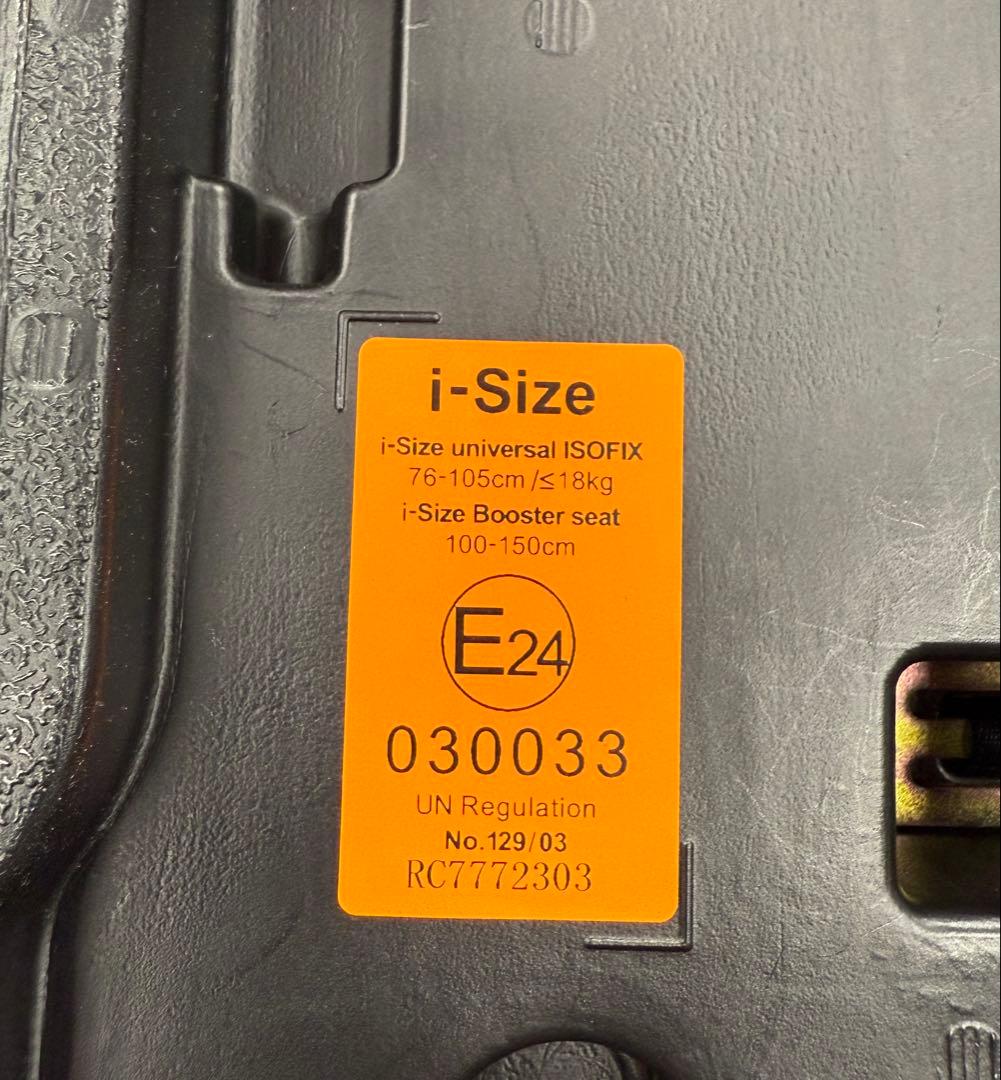 i-Size
i-Size universal ISOFIX
76-105cm /≤18kg
i-Size Booster seat
100-150cm
E24
030033
UN Regulation
No.129/03
RC7772303